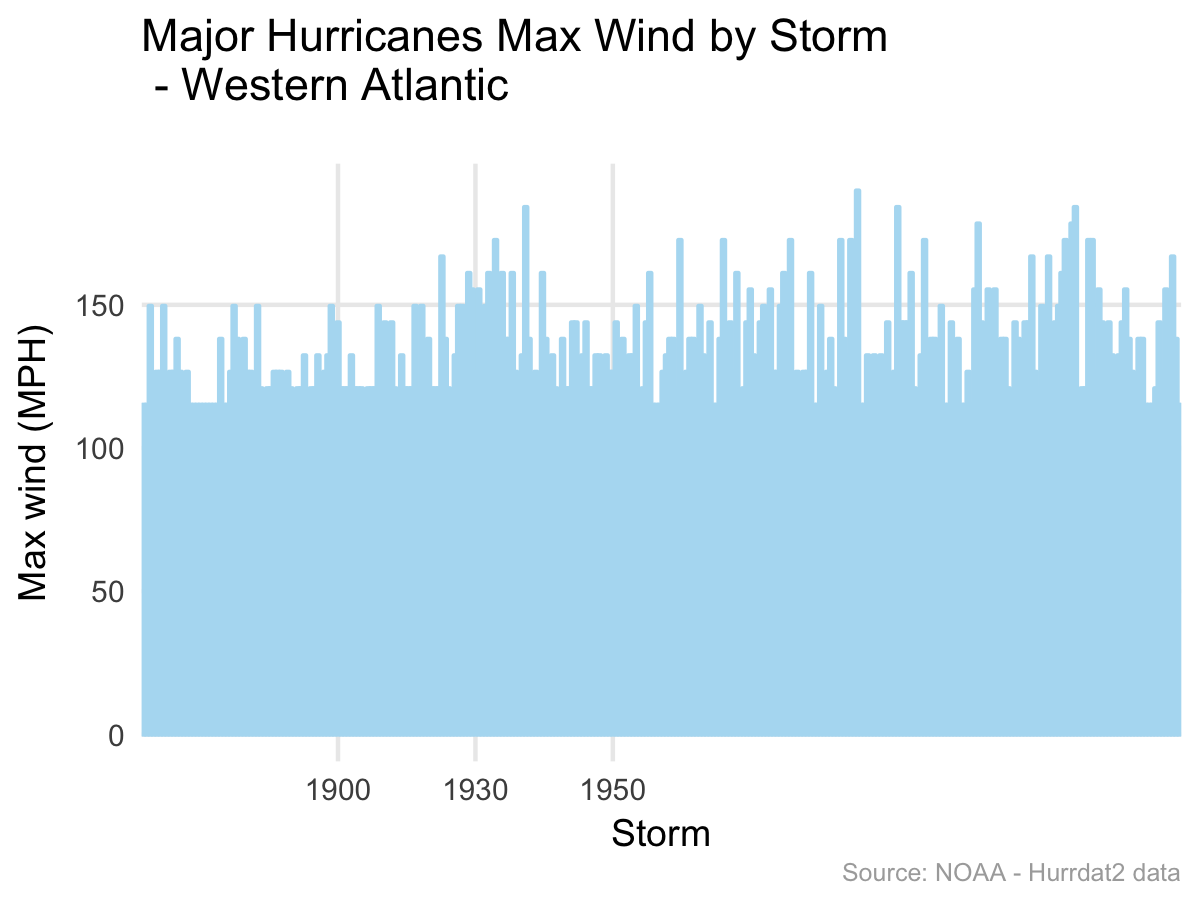 Major Hurricanes Max Wind by Storm
- Western Atlantic
Max wind (MPH)
150
100
50
0
1900 1930 1950
Storm
Source: NOAA - Hurrdat2 data